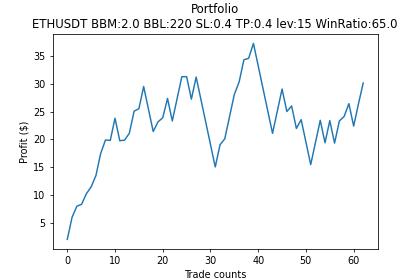 Portfolio
ETHUSDT BBM:2.0 BBL:220 SL:0.4 TP:0.4 lev:15 WinRatio:65.0
Profit ($)
35
30
25
20
15
10
5
0 10 20 30 40 50 60
Trade counts